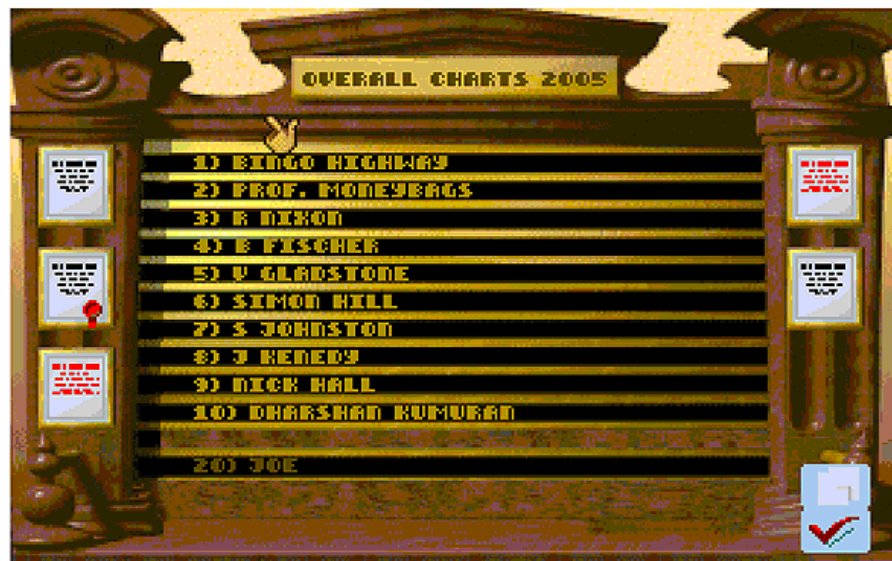 OVERALL CHARTS 2005
1) BINGO HIGHWAY
2) PROF. MONEYBAGS
3) R NIXON
4) B FISCHER
5) V GLADSTONE
6) SIMON HILL
7) S JOHNSTON
8) J KENEDY
9) NICK HALL
10) DHARSHAN KUMURAN
20) JOE